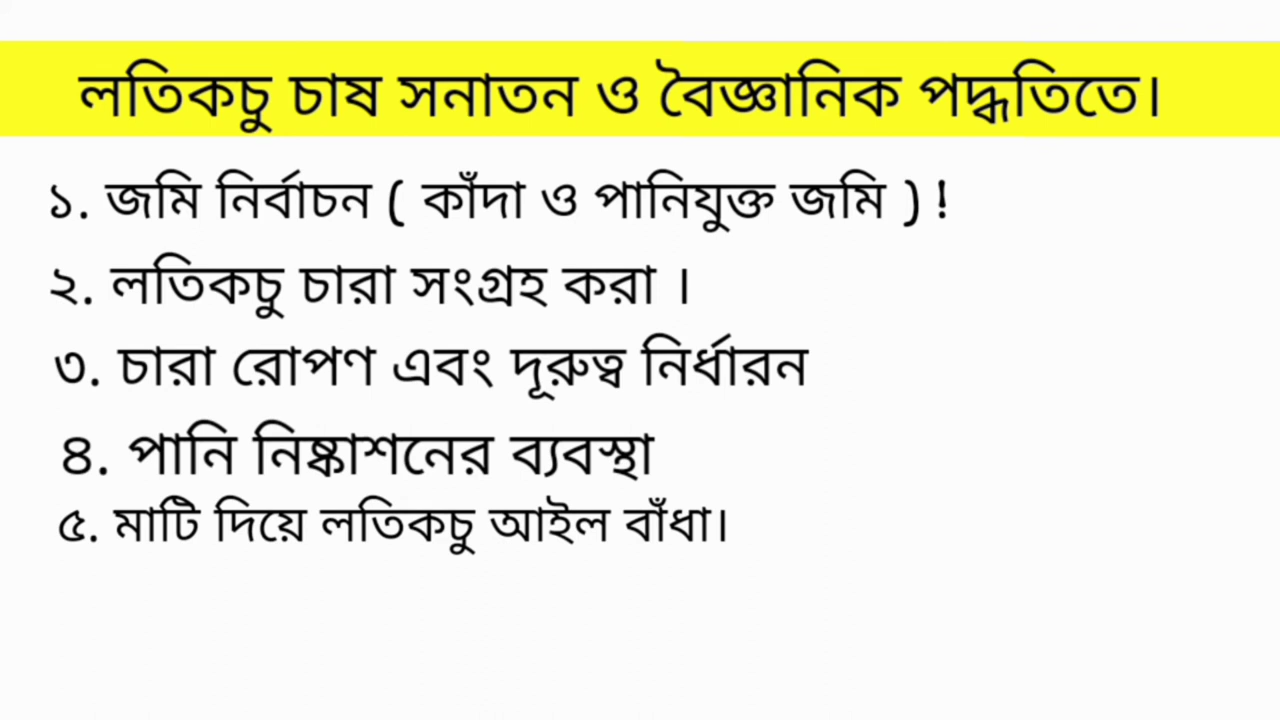 লতিকচু চাষ সনাতন ও বৈজ্ঞানিক পদ্ধতিতে।
১. জমি নির্বাচন ( কাঁদা ও পানিযুক্ত জমি ) !
২. লতিকচু চারা সংগ্রহ করা ।
৩. চারা রোপণ এবং দূরুত্ব নির্ধারন
৪. পানি নিষ্কাশনের ব্যবস্থা
৫. মাটি দিয়ে লতিকচু আইল বাঁধা।